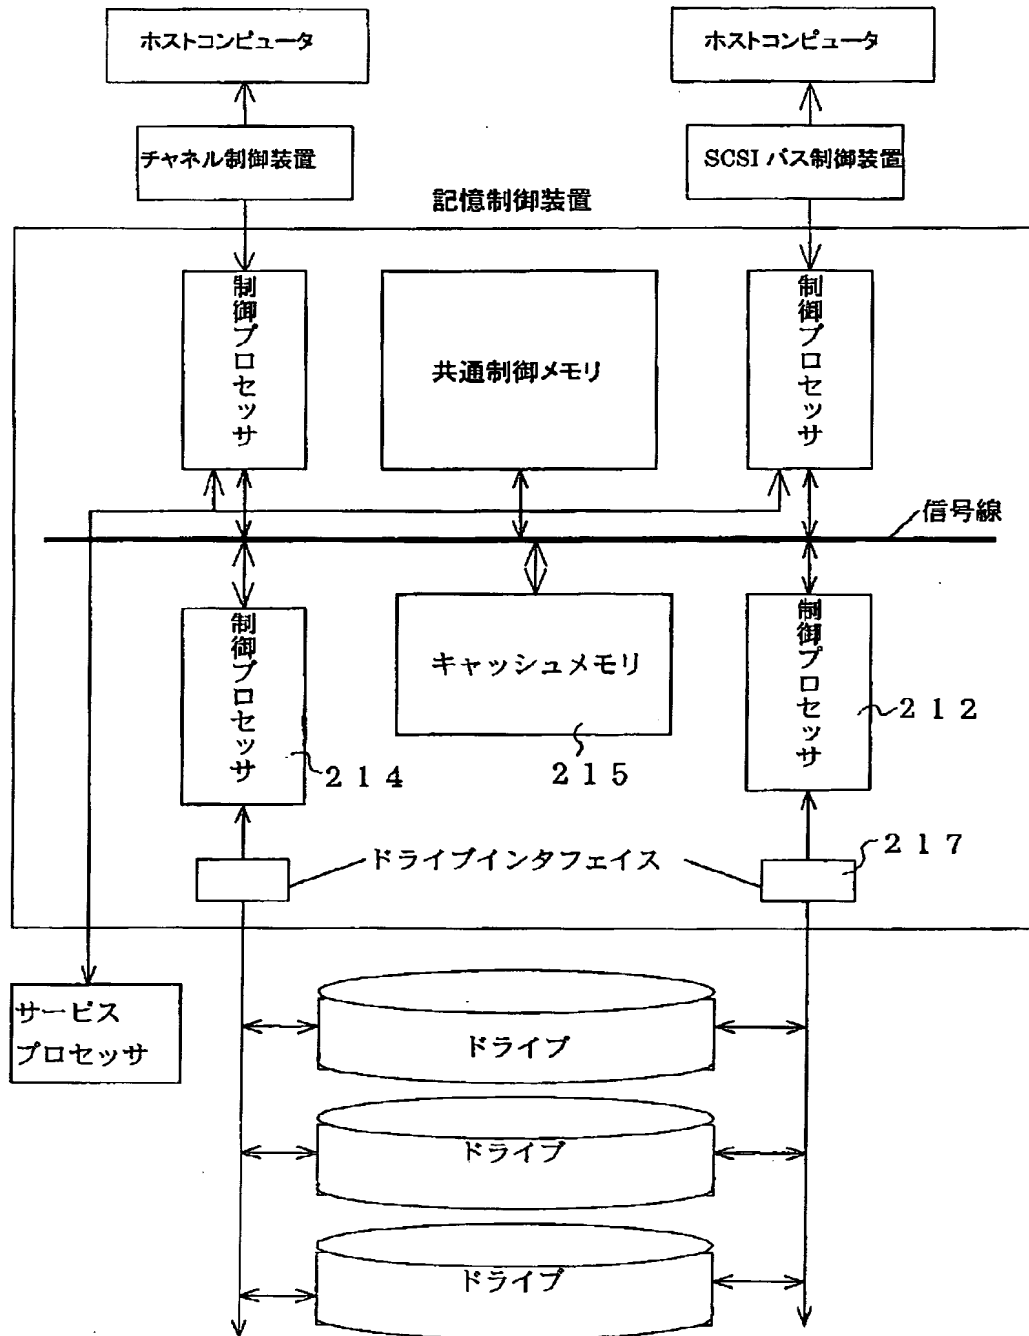 ホストコンピュータ
ホストコンピュータ
チャネル制御装置
SCSI バス制御装置
記憶制御装置
制御プロセッサ
共通制御メモリ
制御プロセッサ
信号線
制御プロセッサ
キャッシュメモリ
制御プロセッサ
212
214
215
217
ドライブインタフェイス
サービス
プロセッサ
ドライブ
ドライブ
ドライブ